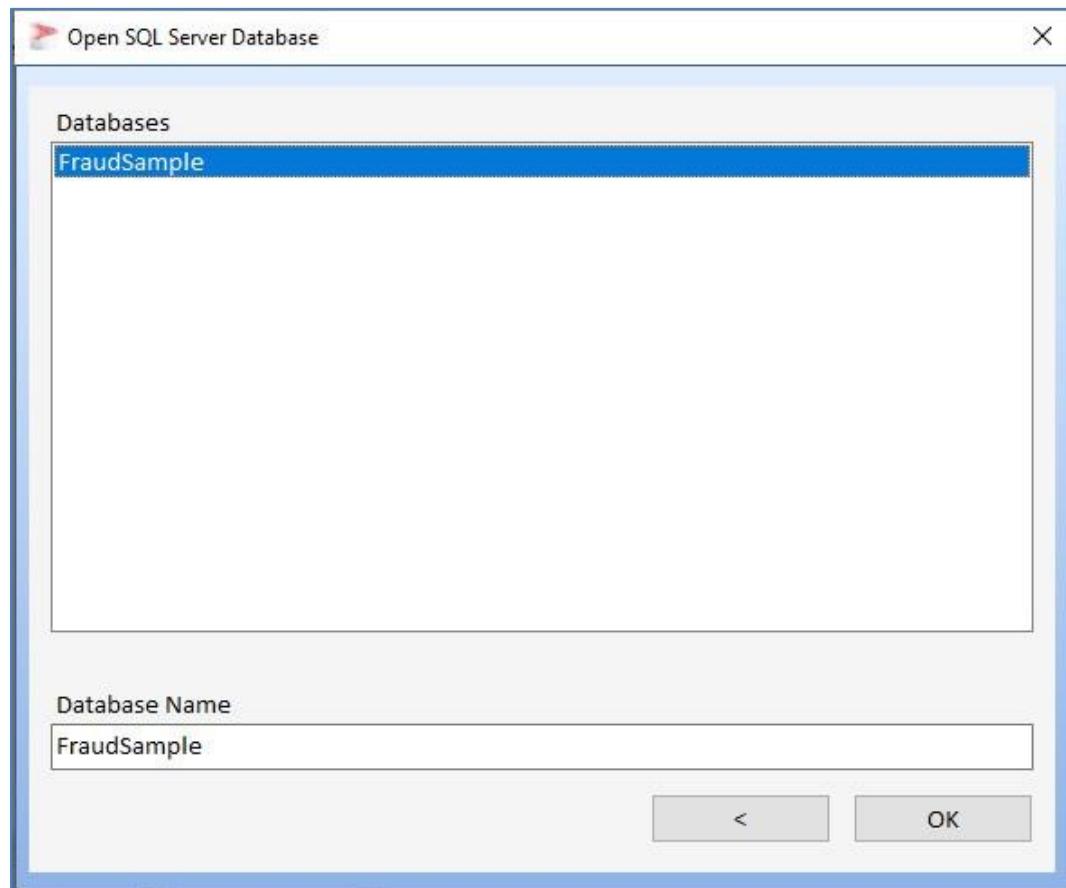 Open SQL Server Database
Databases
FraudSample
Database Name
FraudSample
<
OK